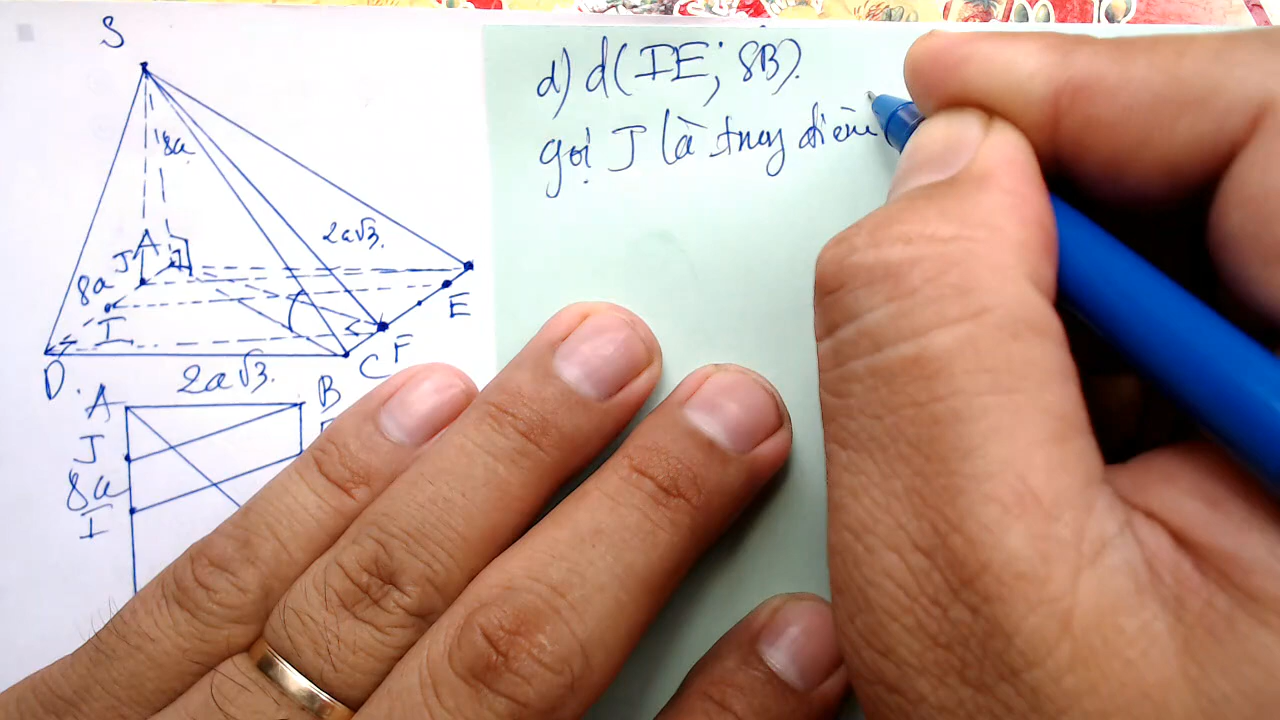 d) d(IE; SB).
gọi J là trung điểm
S
8a
2a√3.
J A
8a
I
E
F
C
D.
2a√3.
A B
J
8a
I